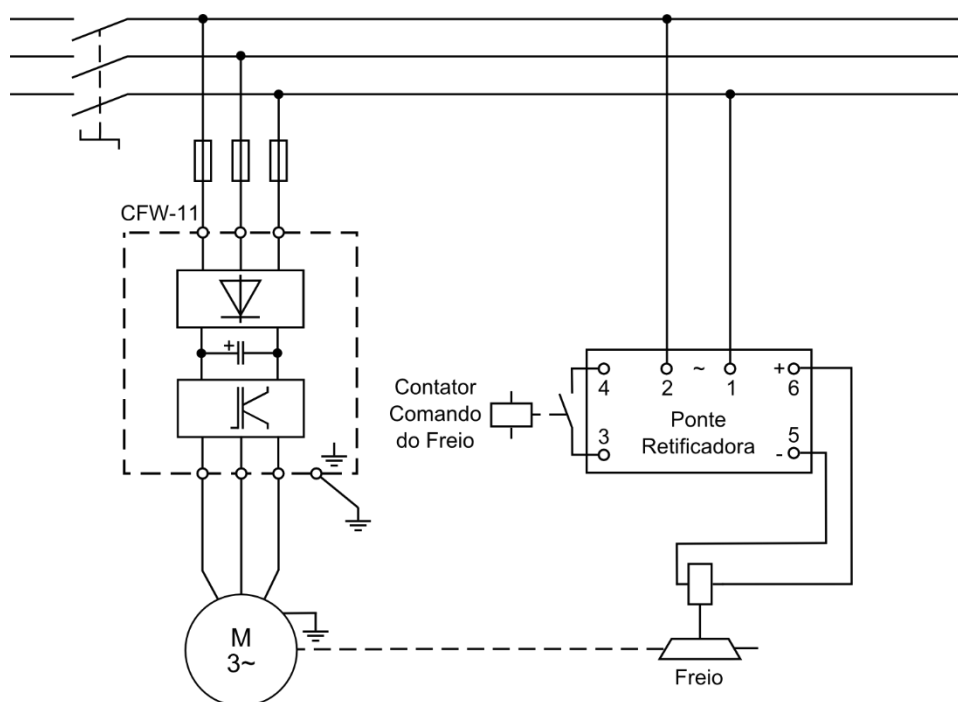 CFW-11
+
Contator
Comando
do Freio
4
2
~
1
+
6
3
Ponte
Retificadora
5
-
M
3~
Freio